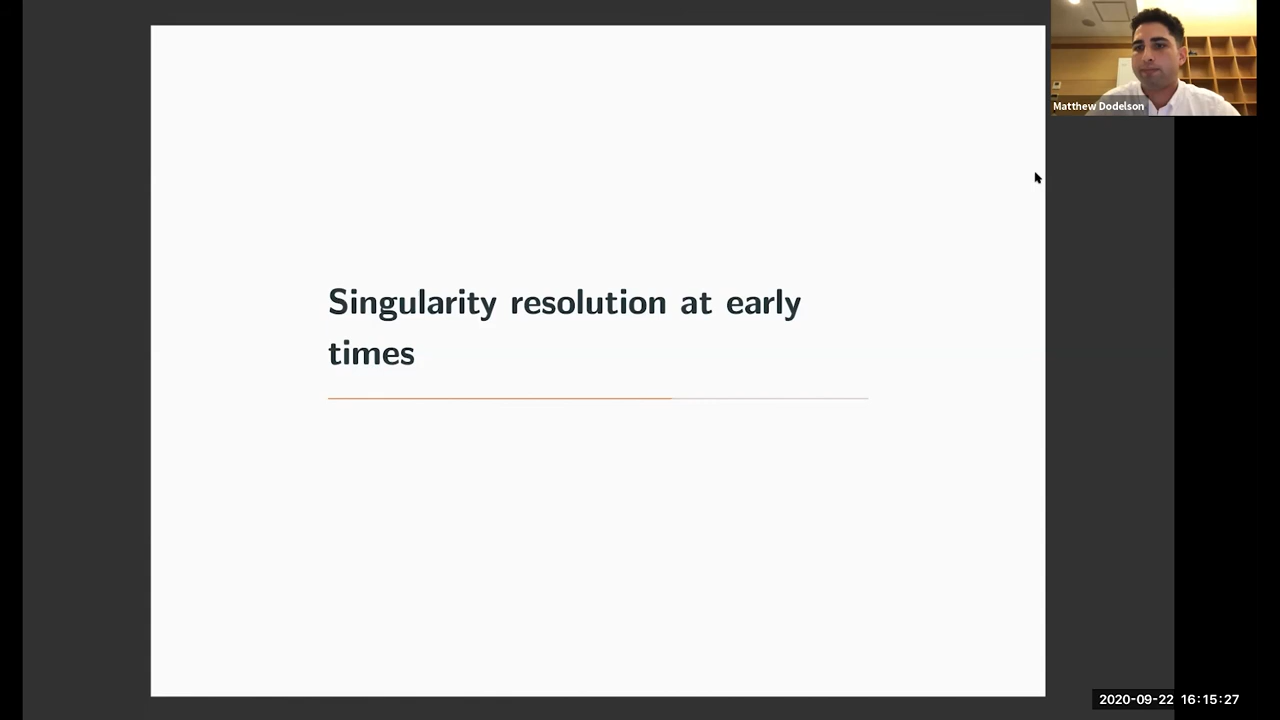 Singularity resolution at early
times
Matthew Dodelson
2020-09-22 16:15:27